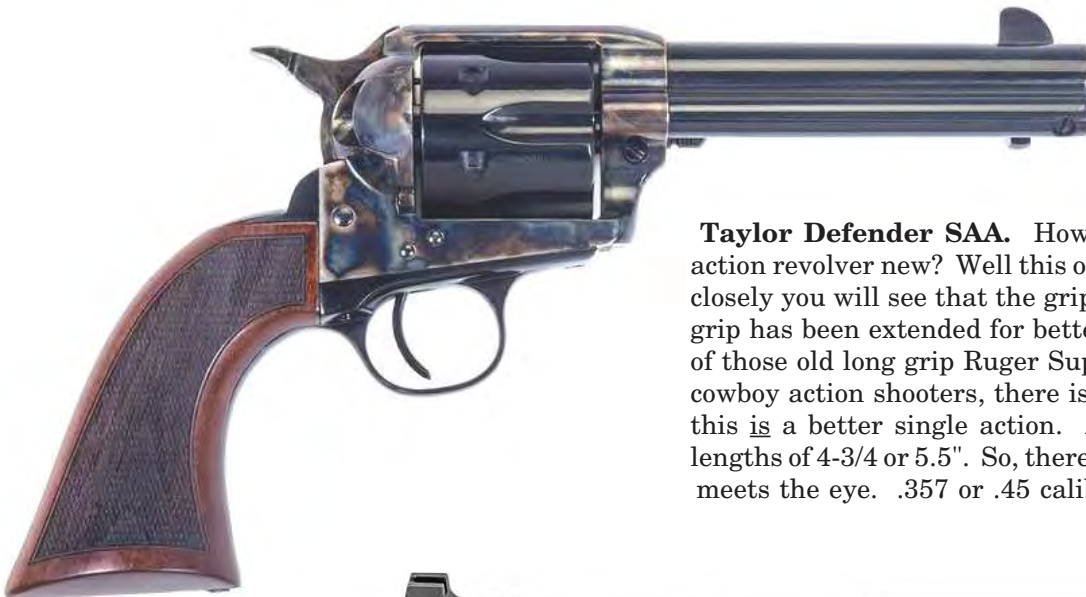 Taylor Defender SAA. How
action revolver new? Well this o
closely you will see that the grip
grip has been extended for bette
of those old long grip Ruger Sup
cowboy action shooters, there is
this is a better single action.
lengths of 4-3/4 or 5.5". So, there
meets the eye. .357 or .45 calib